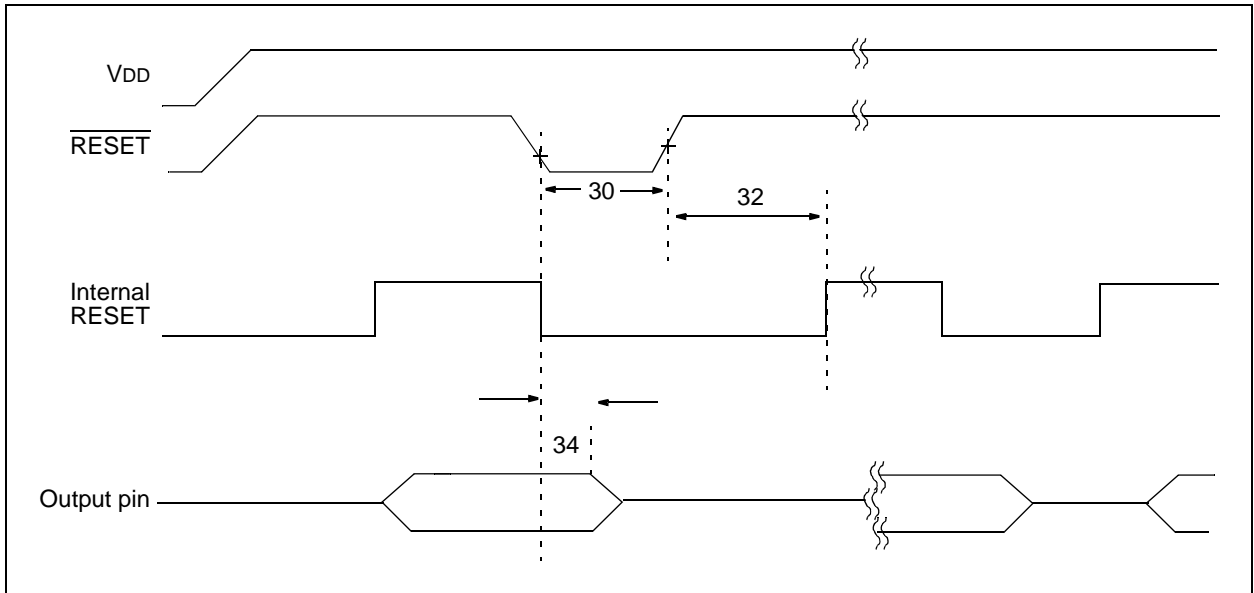 VDD
RESET
30
32
Internal
RESET
34
Output pin